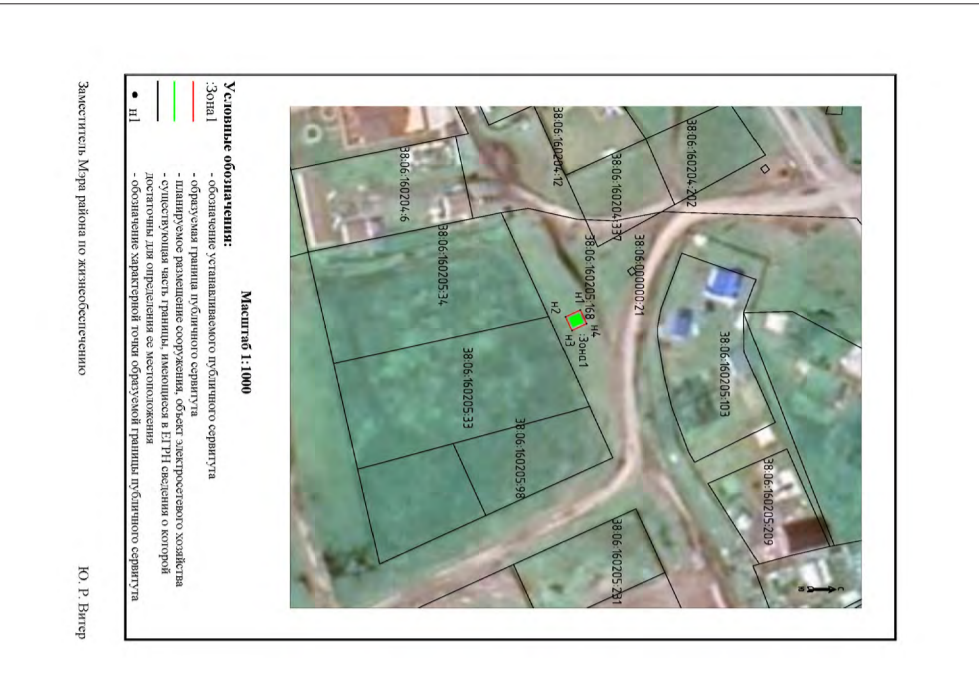 38:06:160204:202
38:06:160204:337
38:06:160204:12
38:06:160204:6
38:06:000000:21
38:06:160205:168
н1
н4
н2
н3
:Зона1
38:06:160205:34
38:06:160205:103
38:06:160205:33
38:06:160205:98
38:06:160205:209
38:06:160205:231
С
Масштаб 1:1000
Условные обозначения:
:Зона1 - обозначение устанавливаемого публичного сервитута
- образуемая граница публичного сервитута
- планируемое размещение сооружения, объект электросетевого хозяйства
- существующая часть границы, имеющиеся в ЕГРН сведения о которой
достаточны для определения ее местоположения
• н1 - обозначение характерной точки образуемой границы публичного сервитута
Заместитель Мэра района по жизнеобеспечению Ю. Р. Витер